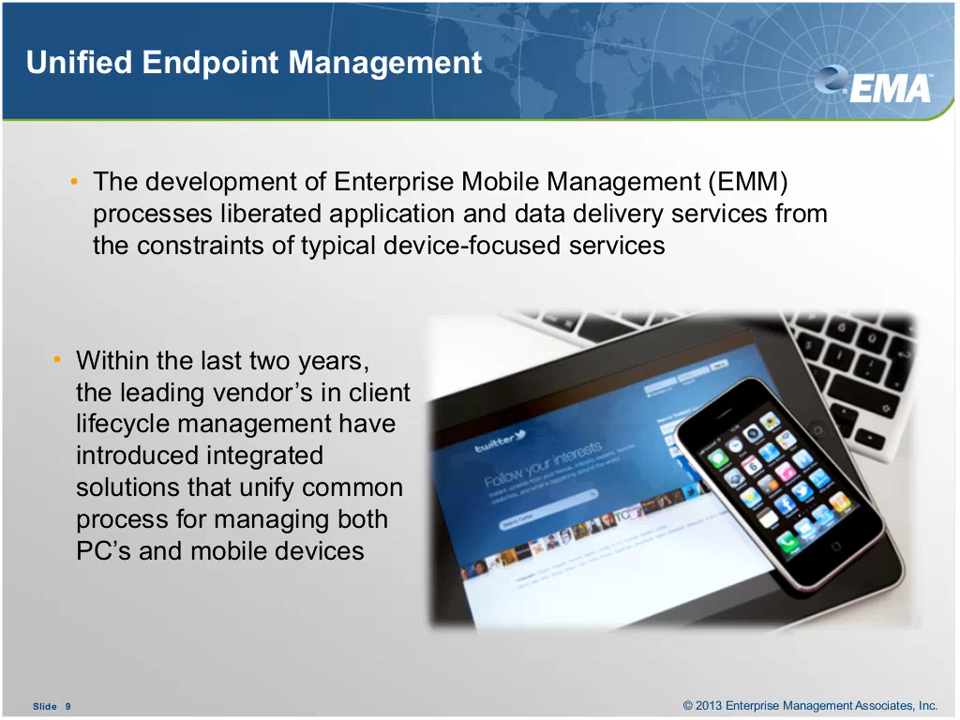 Unified Endpoint Management
EMA
• The development of Enterprise Mobile Management (EMM)
processes liberated application and data delivery services from
the constraints of typical device-focused services
• Within the last two years,
the leading vendor’s in client
lifecycle management have
introduced integrated
solutions that unify common
process for managing both
PC’s and mobile devices
twitter
Follow your interests
Slide 9
© 2013 Enterprise Management Associates, Inc.